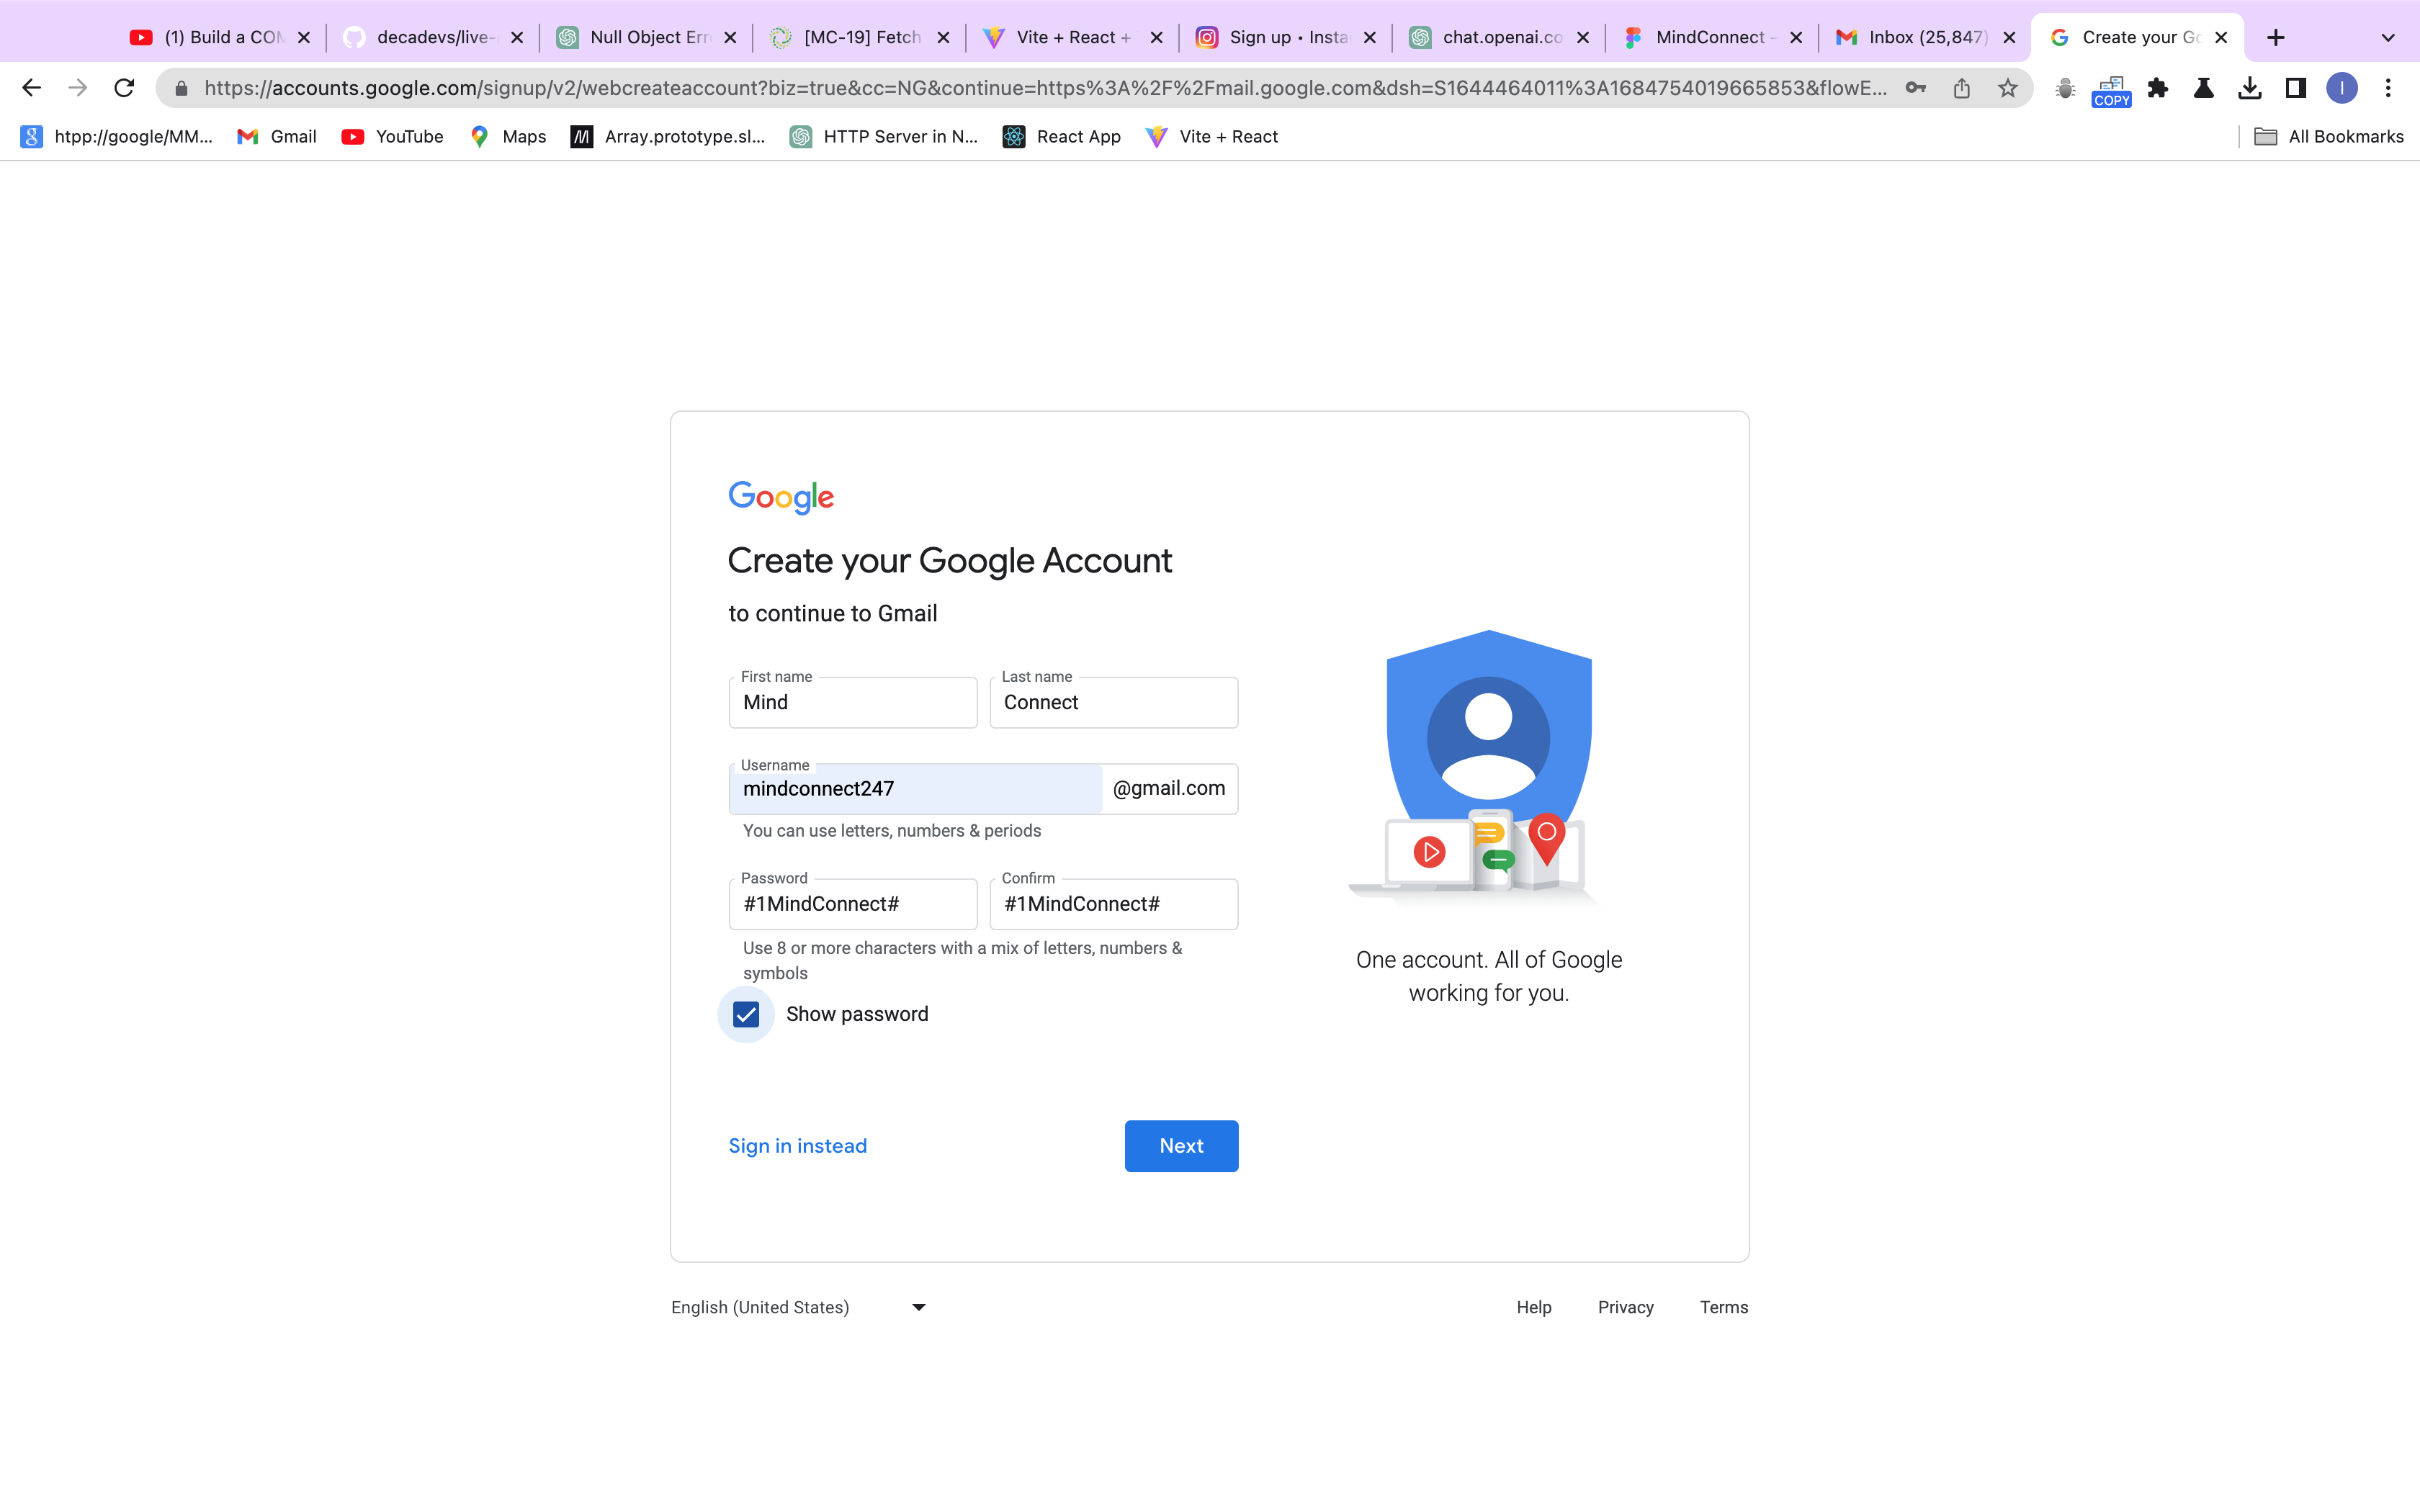 (1) Build a COM
decadevs/live-
Null Object Erro
[MC-19] Fetch
Vite + React +
Sign up • Insta
chat.openai.co
MindConnect -
Inbox (25,847)
Create your Go
https://accounts.google.com/signup/v2/webcreateaccount?biz=true&cc=NG&continue=https%3A%2F%2Fmail.google.com&dsh=S1644464011%3A1684754019665853&flowE...
COPY
I
htpp://google/MM...
Gmail
YouTube
Maps
Array.prototype.sl...
HTTP Server in N...
React App
Vite + React
All Bookmarks
Google
Create your Google Account
to continue to Gmail
First name
Last name
Mind
Connect
Username
mindconnect247
@gmail.com
You can use letters, numbers & periods
Password
Confirm
#1MindConnect#
#1MindConnect#
Use 8 or more characters with a mix of letters, numbers &
symbols
Show password
One account. All of Google
working for you.
Sign in instead
Next
English (United States)
Help
Privacy
Terms